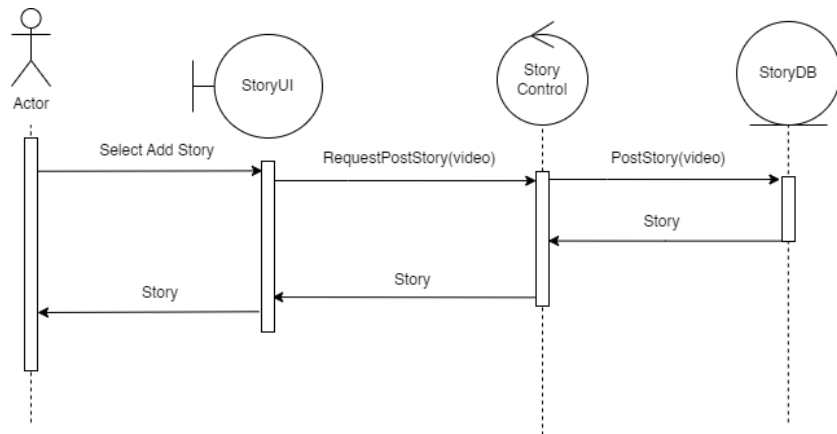 Actor
StoryUI
Story
Control
StoryDB
Select Add Story
RequestPostStory(video)
PostStory(video)
Story
Story
Story